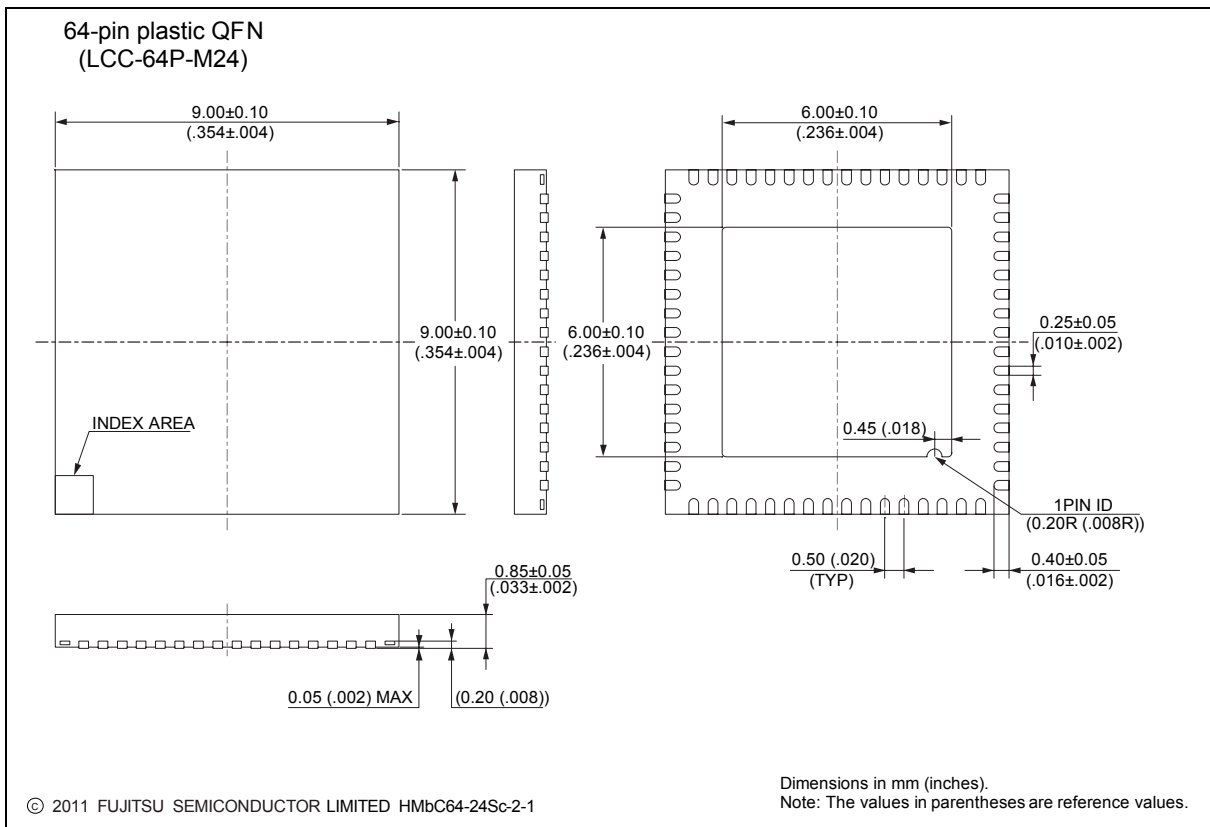 64-pin plastic QFN
(LCC-64P-M24)
9.00±0.10
(.354±.004)
6.00±0.10
(.236±.004)
9.00±0.10
(.354±.004)
6.00±0.10
(.236±.004)
0.25±0.05
(.010±.002)
INDEX AREA
0.45 (.018)
1PIN ID
(0.20R (.008R))
0.50 (.020)
(TYP)
0.40±0.05
(.016±.002)
0.85±0.05
(.033±.002)
0.05 (.002) MAX
(0.20 (.008))
Dimensions in mm (inches).
Note: The values in parentheses are reference values.
© 2011 FUJITSU SEMICONDUCTOR LIMITED HMbC64-24Sc-2-1